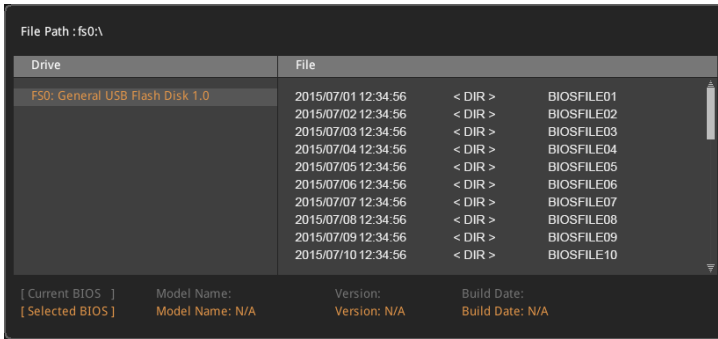 File Path : fs0:\
Drive File
FS0: General USB Flash Disk 1.0
2015/07/01 12:34:56 < DIR > BIOSFILE01
2015/07/02 12:34:56 < DIR > BIOSFILE02
2015/07/03 12:34:56 < DIR > BIOSFILE03
2015/07/04 12:34:56 < DIR > BIOSFILE04
2015/07/05 12:34:56 < DIR > BIOSFILE05
2015/07/06 12:34:56 < DIR > BIOSFILE06
2015/07/07 12:34:56 < DIR > BIOSFILE07
2015/07/08 12:34:56 < DIR > BIOSFILE08
2015/07/09 12:34:56 < DIR > BIOSFILE09
2015/07/10 12:34:56 < DIR > BIOSFILE10
[ Current BIOS ] Model Name: Version: Build Date:
[ Selected BIOS ] Model Name: N/A Version: N/A Build Date: N/A